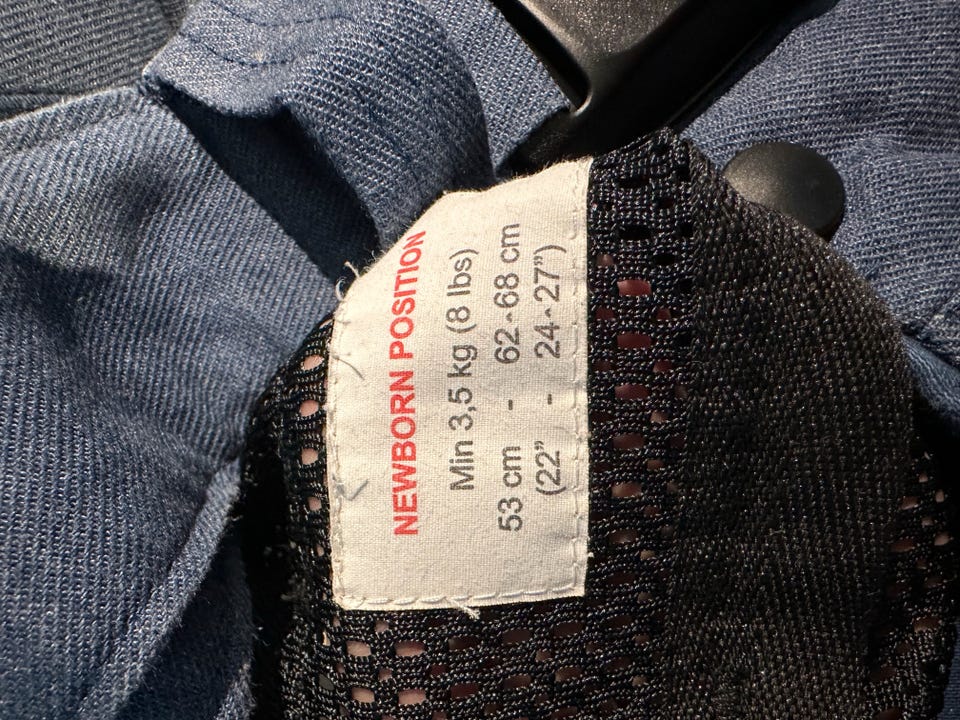 NEWBORN POSITION
Min 3,5 kg (8 lbs)
53 cm - 62-68 cm
(22” - 24-27”)